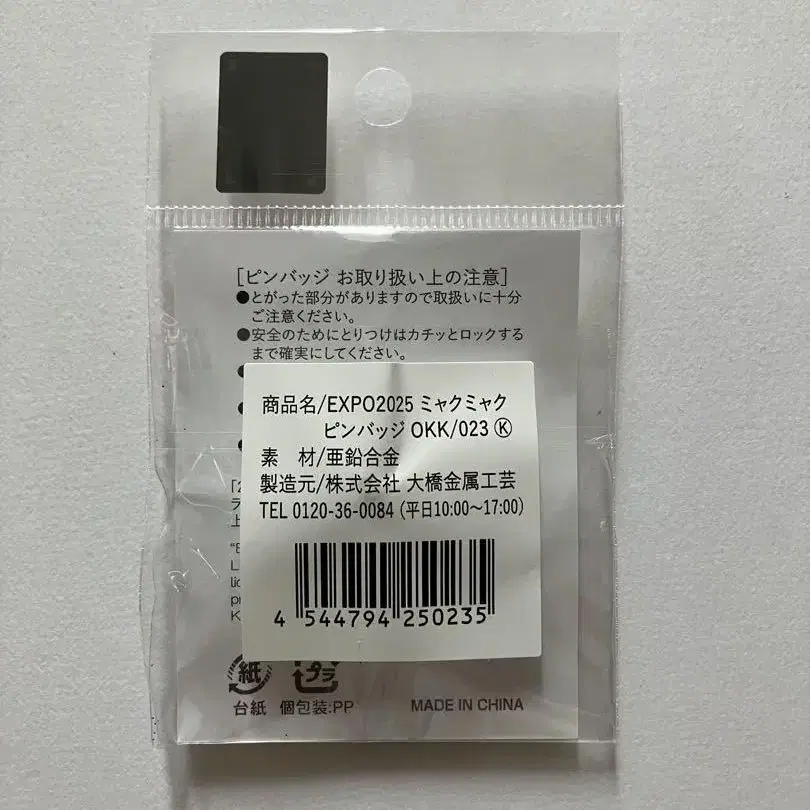 [ピンバッジ お取り扱い上の注意]
●とがった部分がありますので取扱いに十分
ご注意ください。
●安全のためにとりつけはカチッとロックする
まで確実にしてください。
商品名/EXPO2025 ミャクミャク
ピンバッジ OKK/023 Ⓚ
素 材/亜鉛合金
製造元/株式会社 大橋金属工芸
TEL 0120-36-0084 (平日10:00〜17:00)
4 544794 250235
紙 プラ
台紙 個包装:PP MADE IN CHINA